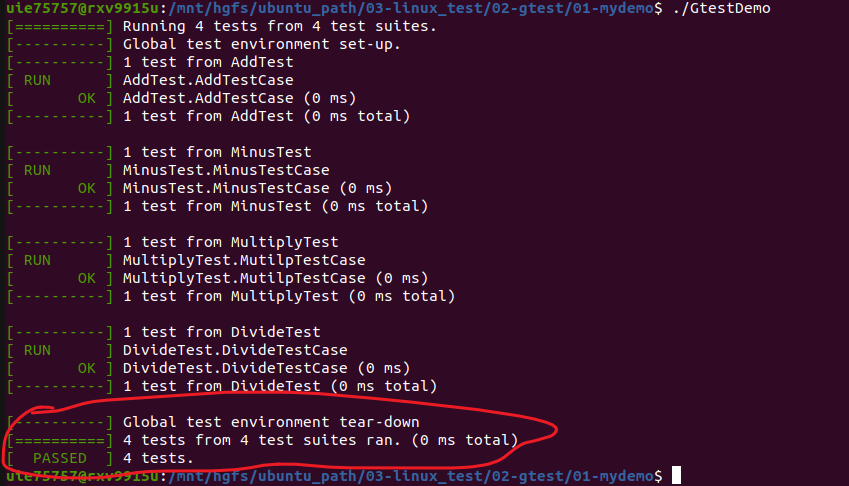 uie75757@rxv9915u:/mnt/hgfs/ubuntu_path/03-linux_test/02-gtest/01-mydemo$ ./GtestDemo
[==========] Running 4 tests from 4 test suites.
[----------] Global test environment set-up.
[----------] 1 test from AddTest
[ RUN      ] AddTest.AddTestCase
[       OK ] AddTest.AddTestCase (0 ms)
[----------] 1 test from AddTest (0 ms total)

[----------] 1 test from MinusTest
[ RUN      ] MinusTest.MinusTestCase
[       OK ] MinusTest.MinusTestCase (0 ms)
[----------] 1 test from MinusTest (0 ms total)

[----------] 1 test from MultiplyTest
[ RUN      ] MultiplyTest.MutilpTestCase
[       OK ] MultiplyTest.MutilpTestCase (0 ms)
[----------] 1 test from MultiplyTest (0 ms total)

[----------] 1 test from DivideTest
[ RUN      ] DivideTest.DivideTestCase
[       OK ] DivideTest.DivideTestCase (0 ms)
[----------] 1 test from DivideTest (0 ms total)

[----------] Global test environment tear-down
[==========] 4 tests from 4 test suites ran. (0 ms total)
[  PASSED  ] 4 tests.
uie75757@rxv9915u:/mnt/hgfs/ubuntu_path/03-linux_test/02-gtest/01-mydemo$